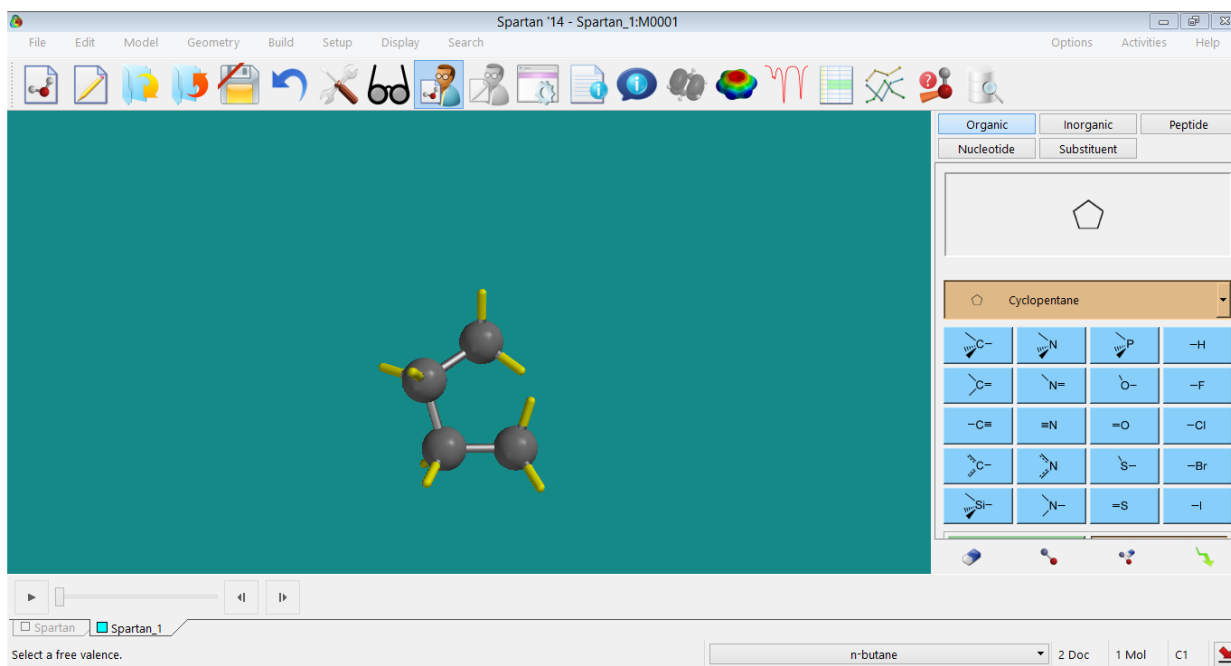 Spartan '14 - Spartan_1:M0001
File Edit Model Geometry Build Setup Display Search Options Activities Help
Organic Inorganic Peptide
Nucleotide Substituent
Cyclopentane
C- N P -H
C= N= O- -F
-C≡ ≡N =O -Cl
C- N S- -Br
Si- N- =S -I
Spartan Spartan_1
Select a free valence. n-butane 2 Doc 1 Mol C1